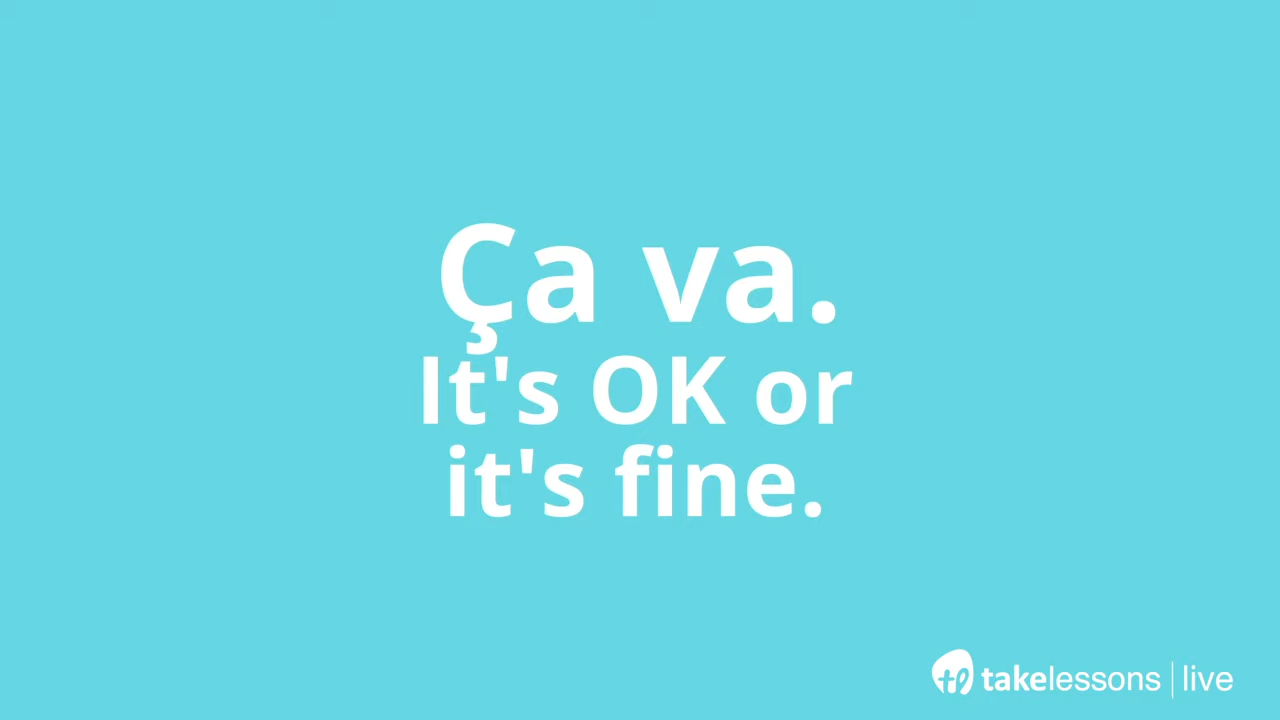 Ça va.
It's OK or
it's fine.
takelessons | live